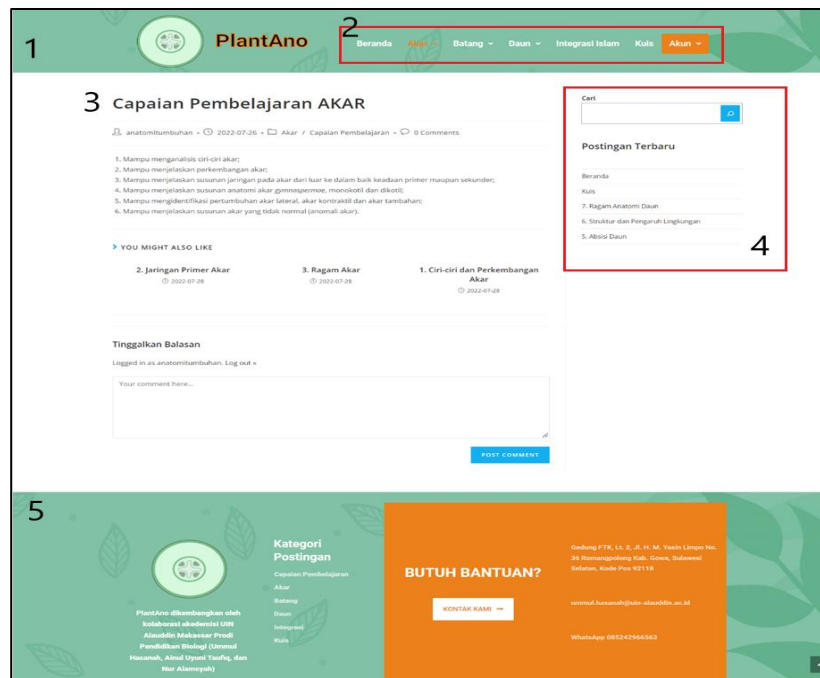 1
PlantAno
2
Beranda Akar Batang Daun Integrasi Islam Kuis Akun
3
Capaian Pembelajaran AKAR
anatomitumbuhan • 2022-07-26 • Akar / Capaian Pembelajaran • 0 Comments
1. Mampu menganalisis ciri-ciri akar;
2. Mampu menjelaskan perkembangan akar;
3. Mampu menjelaskan susunan jaringan pada akar dari luar ke dalam baik keadaan primer maupun sekunder;
4. Mampu menjelaskan susunan anatomi akar gymnospermae, monokotil dan dikotil;
5. Mampu mengidentifikasi pertumbuhan akar lateral, akar kontraktil dan akar tambahan;
6. Mampu menjelaskan susunan akar yang tidak normal (anomali akar).
YOU MIGHT ALSO LIKE
2. Jaringan Primer Akar
2022-07-28
3. Ragam Akar
2022-07-28
1. Ciri-ciri dan Perkembangan
Akar
2022-07-28
Tinggalkan Balasan
Logged in as anatomitumbuhan. Log out »
Your comment here...
POST COMMENT
Cari
Postingan Terbaru
Beranda
Kuis
7. Ragam Anatomi Daun
6. Struktur dan Pengaruh Lingkungan
5. Absisi Daun
4
5
PlantAno dikembangkan oleh
kolaborasi akademisi UIN
Alauddin Makassar Prodi
Pendidikan Biologi (Ummul
Hasanah, Ainul Uyuni Taufiq, dan
Nur Alamsyah)
Kategori
Postingan
Capaian Pembelajaran
Akar
Batang
Daun
Integrasi
Kuis
BUTUH BANTUAN?
KONTAK KAMI
Gedung FTK, Lt. 2, Jl. H. M. Yasin Limpo No.
36 Romangpolong Kab. Gowa, Sulawesi
Selatan, Kode Pos 92118
ummul.hasanah@uin-alauddin.ac.id
WhatsApp 085242966563